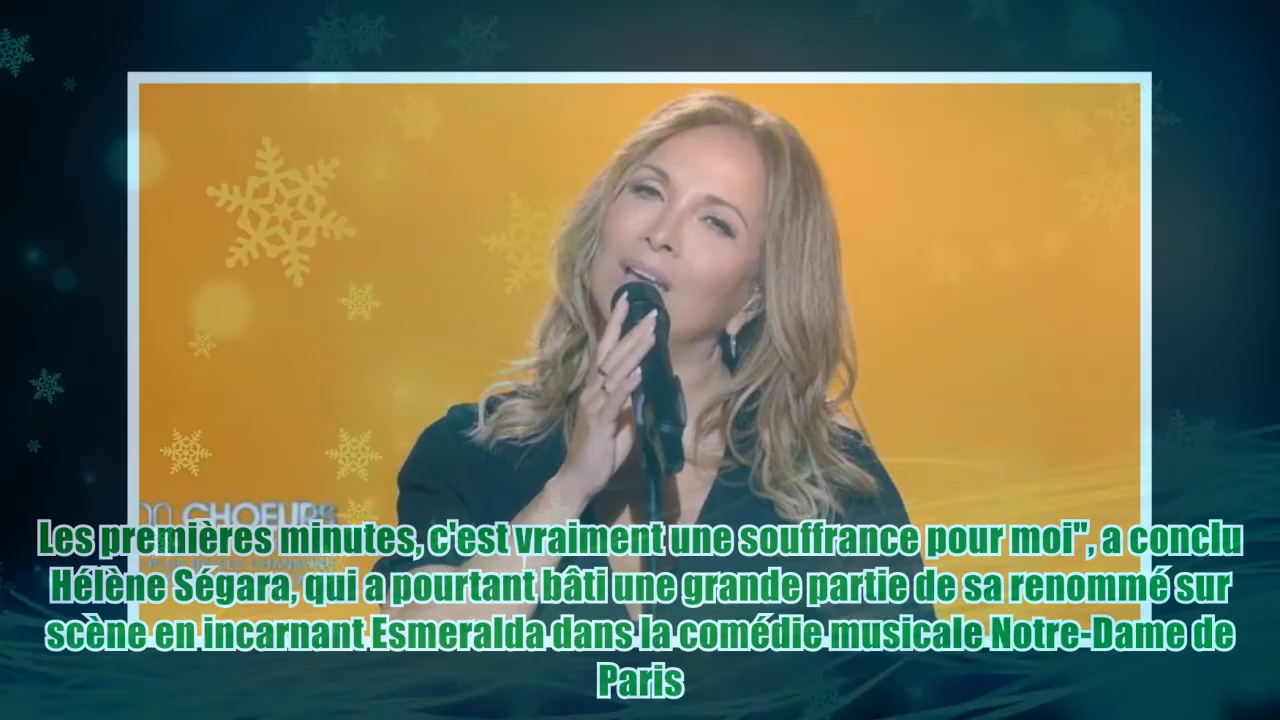 CHOEURS
Les premières minutes, c'est vraiment une souffrance pour moi", a conclu
Hélène Ségara, qui a pourtant bâti une grande partie de sa renommé sur
scène en incarnant Esmeralda dans la comédie musicale Notre-Dame de
Paris